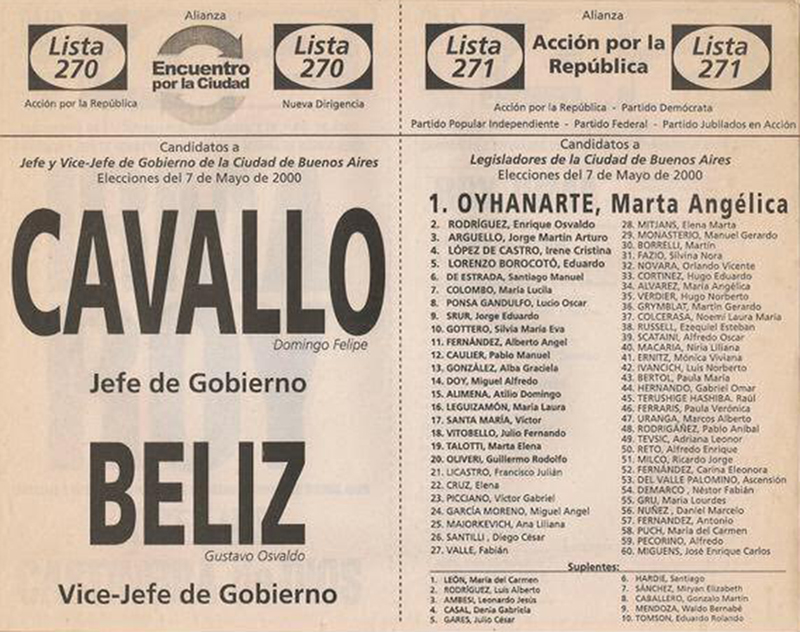 Alianza
Lista
270
Encuentro
por la Ciudad
Lista
270
Acción por la República
Nueva Dirigencia
Candidatos a
Jefe y Vice-Jefe de Gobierno de la Ciudad de Buenos Aires
Elecciones del 7 de Mayo de 2000
CAVALLO
Domingo Felipe
Jefe de Gobierno
BELIZ
Gustavo Osvaldo
Vice-Jefe de Gobierno
Alianza
Lista
271
Acción por la
República
Lista
271
Acción por la República - Partido Demócrata
Partido Popular Independiente - Partido Federal - Partido Jubilados en Acción
Candidatos a
Legisladores de la Ciudad de Buenos Aires
Elecciones del 7 de Mayo de 2000
1. OYHANARTE, Marta Angélica
2. RODRÍGUEZ, Enrique Osvaldo
3. ARGUELLO, Jorge Martín Arturo
4. LÓPEZ DE CASTRO, Irene Cristina
5. LORENZO BOROCOTÓ, Eduardo
6. DE ESTRADA, Santiago Manuel
7. COLOMBO, María Lucila
8. PONSA GANDULFO, Lucio Oscar
9. SRUR, Jorge Eduardo
10. GOTTERO, Silvia María Eva
11. FERNÁNDEZ, Alberto Angel
12. CAULIER, Pablo Manuel
13. GONZÁLEZ, Alba Graciela
14. DOY, Miguel Alfredo
15. ALIMENA, Atilio Domingo
16. LEGUIZAMÓN, María Laura
17. SANTA MARÍA, Víctor
18. VITOBELLO, Julio Fernando
19. TALOTTI, Marta Elena
20. OLIVERI, Guillermo Rodolfo
21. LICASTRO, Francisco Julián
22. CRUZ, Elena
23. PICCIANO, Víctor Gabriel
24. GARCÍA MORENO, Miguel Angel
25. MAJORKEVICH, Ana Liliana
26. SANTILLI, Diego César
27. VALLE, Fabián
28. MITJANS, Elena Marta
29. MONASTERIO, Manuel Gerardo
30. BORRELLI, Martín
31. FAZIO, Silvina Nora
32. NOVARA, Orlando Vicente
33. CORTINEZ, Hugo Eduardo
34. ALVAREZ, María Angélica
35. VERDIER, Hugo Norberto
36. GRYMBLAT, Martín Gerardo
37. COLCERASA, Noemí Laura María
38. RUSSELL, Ezequiel Esteban
39. SCATAINI, Alfredo Oscar
40. MACARIA, Niria Liliana
41. ERNITZ, Mónica Viviana
42. IVANCICH, Luis Norberto
43. BERTOL, Paula María
44. HERNANDO, Gabriel Omar
45. TERUSHIGE HASHIBA. Raúl
46. FERRARIS, Paula Verónica
47. URANGA, Marcos Alberto
48. RODRIGÁÑEZ, Pablo Aníbal
49. TEVSIC, Adriana Leonor
50. RETO, Alfredo Enrique
51. MILCO, Ricardo Jorge
52. FERNÁNDEZ, Carina Eleonora
53. DEL VALLE PALOMINO, Ascensión
54. DEMARCO, Néstor Fabián
55. GRU, María Lourdes
56. NUÑEZ, Daniel Marcelo
57. FERNANDEZ, Antonio
58. PUCH, María del Carmen
59. PECORINO, Alfredo
60. MIGUENS, José Enrique Carlos
Suplentes:
1. LEÓN, María del Carmen
2. RODRÍGUEZ, Luis Alberto
3. AMBESI, Leonardo Jesús
4. CASAL, Denia Gabriela
5. GARES, Julio César
6. HARDIE, Santiago
7. SÁNCHEZ, Miryan Elizabeth
8. CABALLERO, Gonzalo Martín
9. MENDOZA, Waldo Bernabé
10. TOMSON, Eduardo Rolando